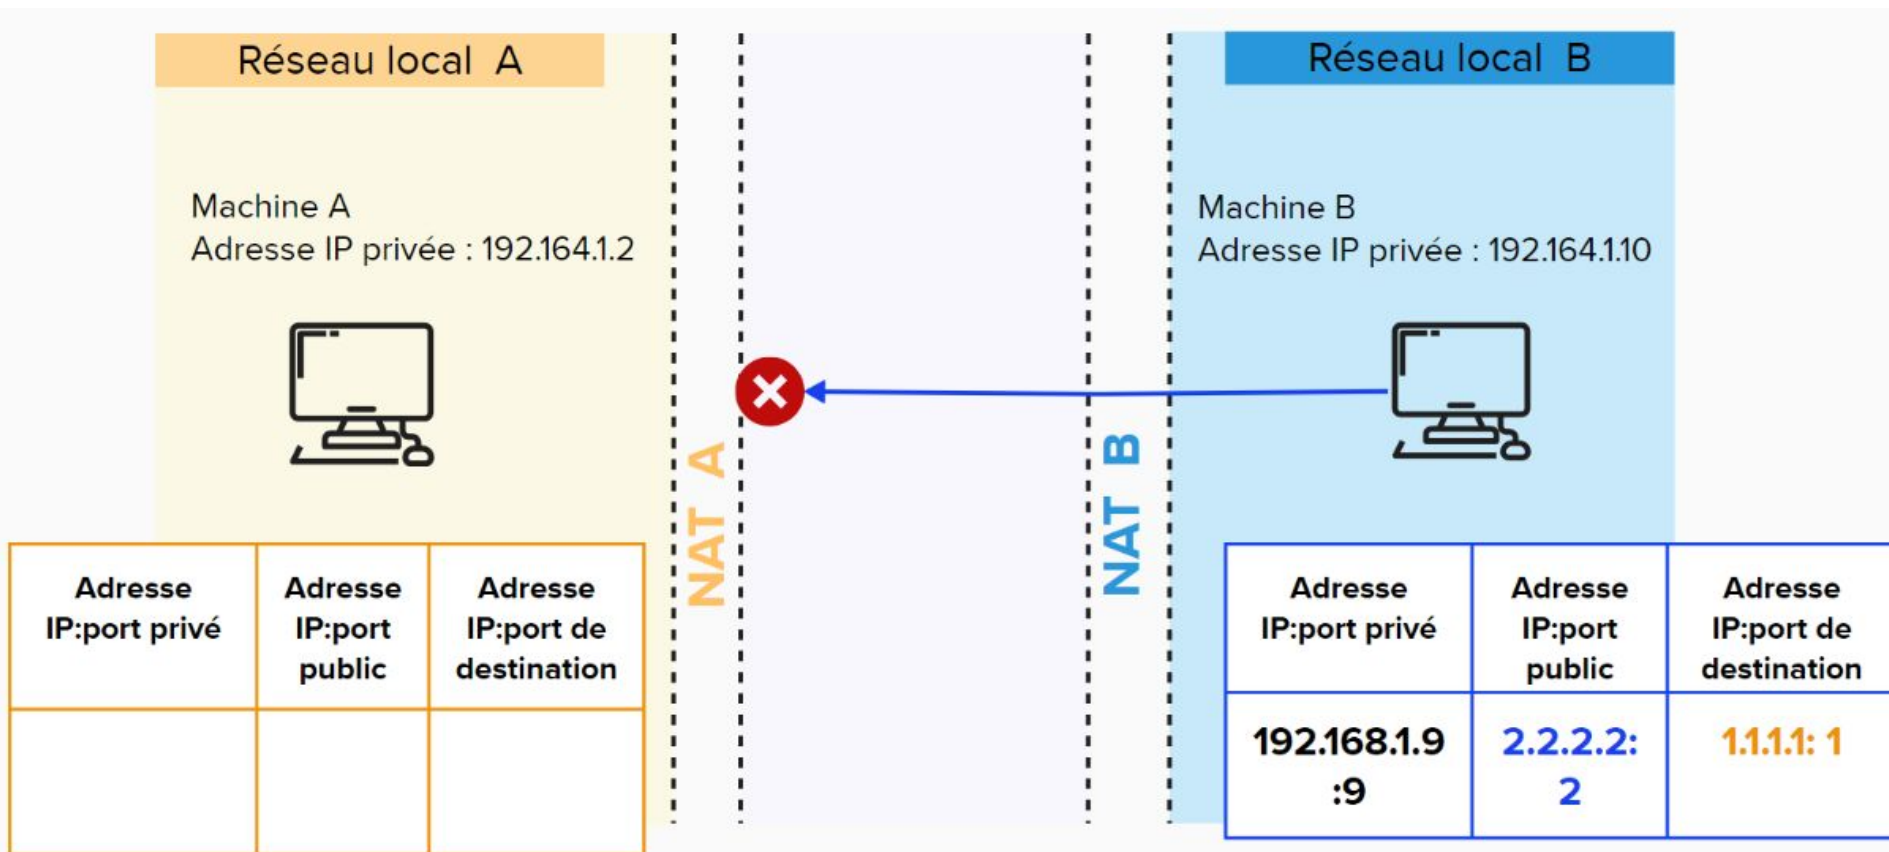 Réseau local A
Réseau local B
Machine A
Adresse IP privée : 192.164.1.2
Machine B
Adresse IP privée : 192.164.1.10
NAT A
NAT B
Adresse
IP:port privé
Adresse
IP:port
public
Adresse
IP:port de
destination
Adresse
IP:port privé
Adresse
IP:port
public
Adresse
IP:port de
destination
192.168.1.9
:9
2.2.2.2:
2
1.1.1.1: 1